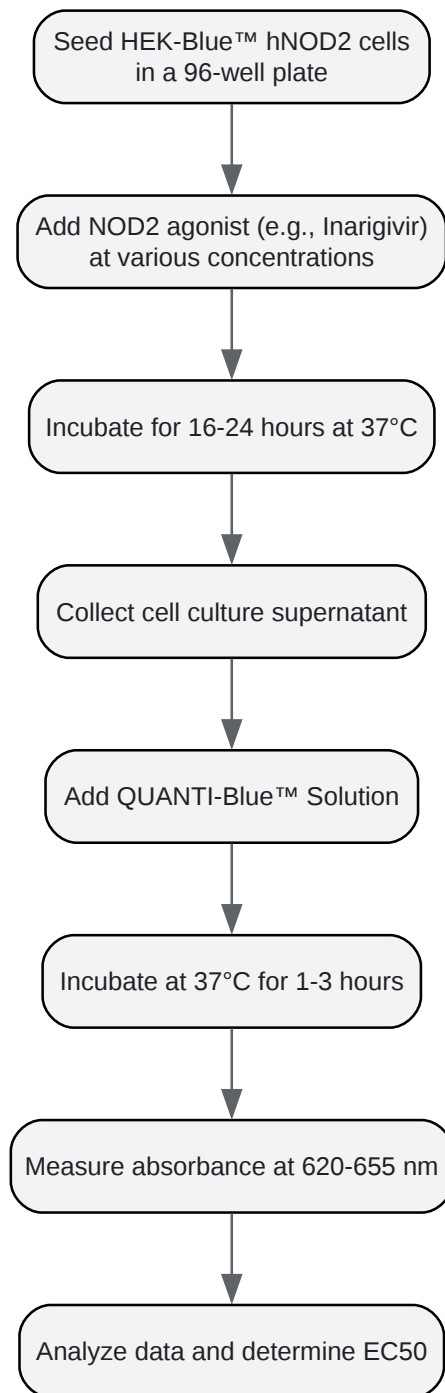 Seed HEK-Blue™ hNOD2 cells
in a 96-well plate
Add NOD2 agonist (e.g., Inarigivir)
at various concentrations
Incubate for 16-24 hours at 37°C
Collect cell culture supernatant
Add QUANTI-Blue™ Solution
Incubate at 37°C for 1-3 hours
Measure absorbance at 620-655 nm
Analyze data and determine EC50